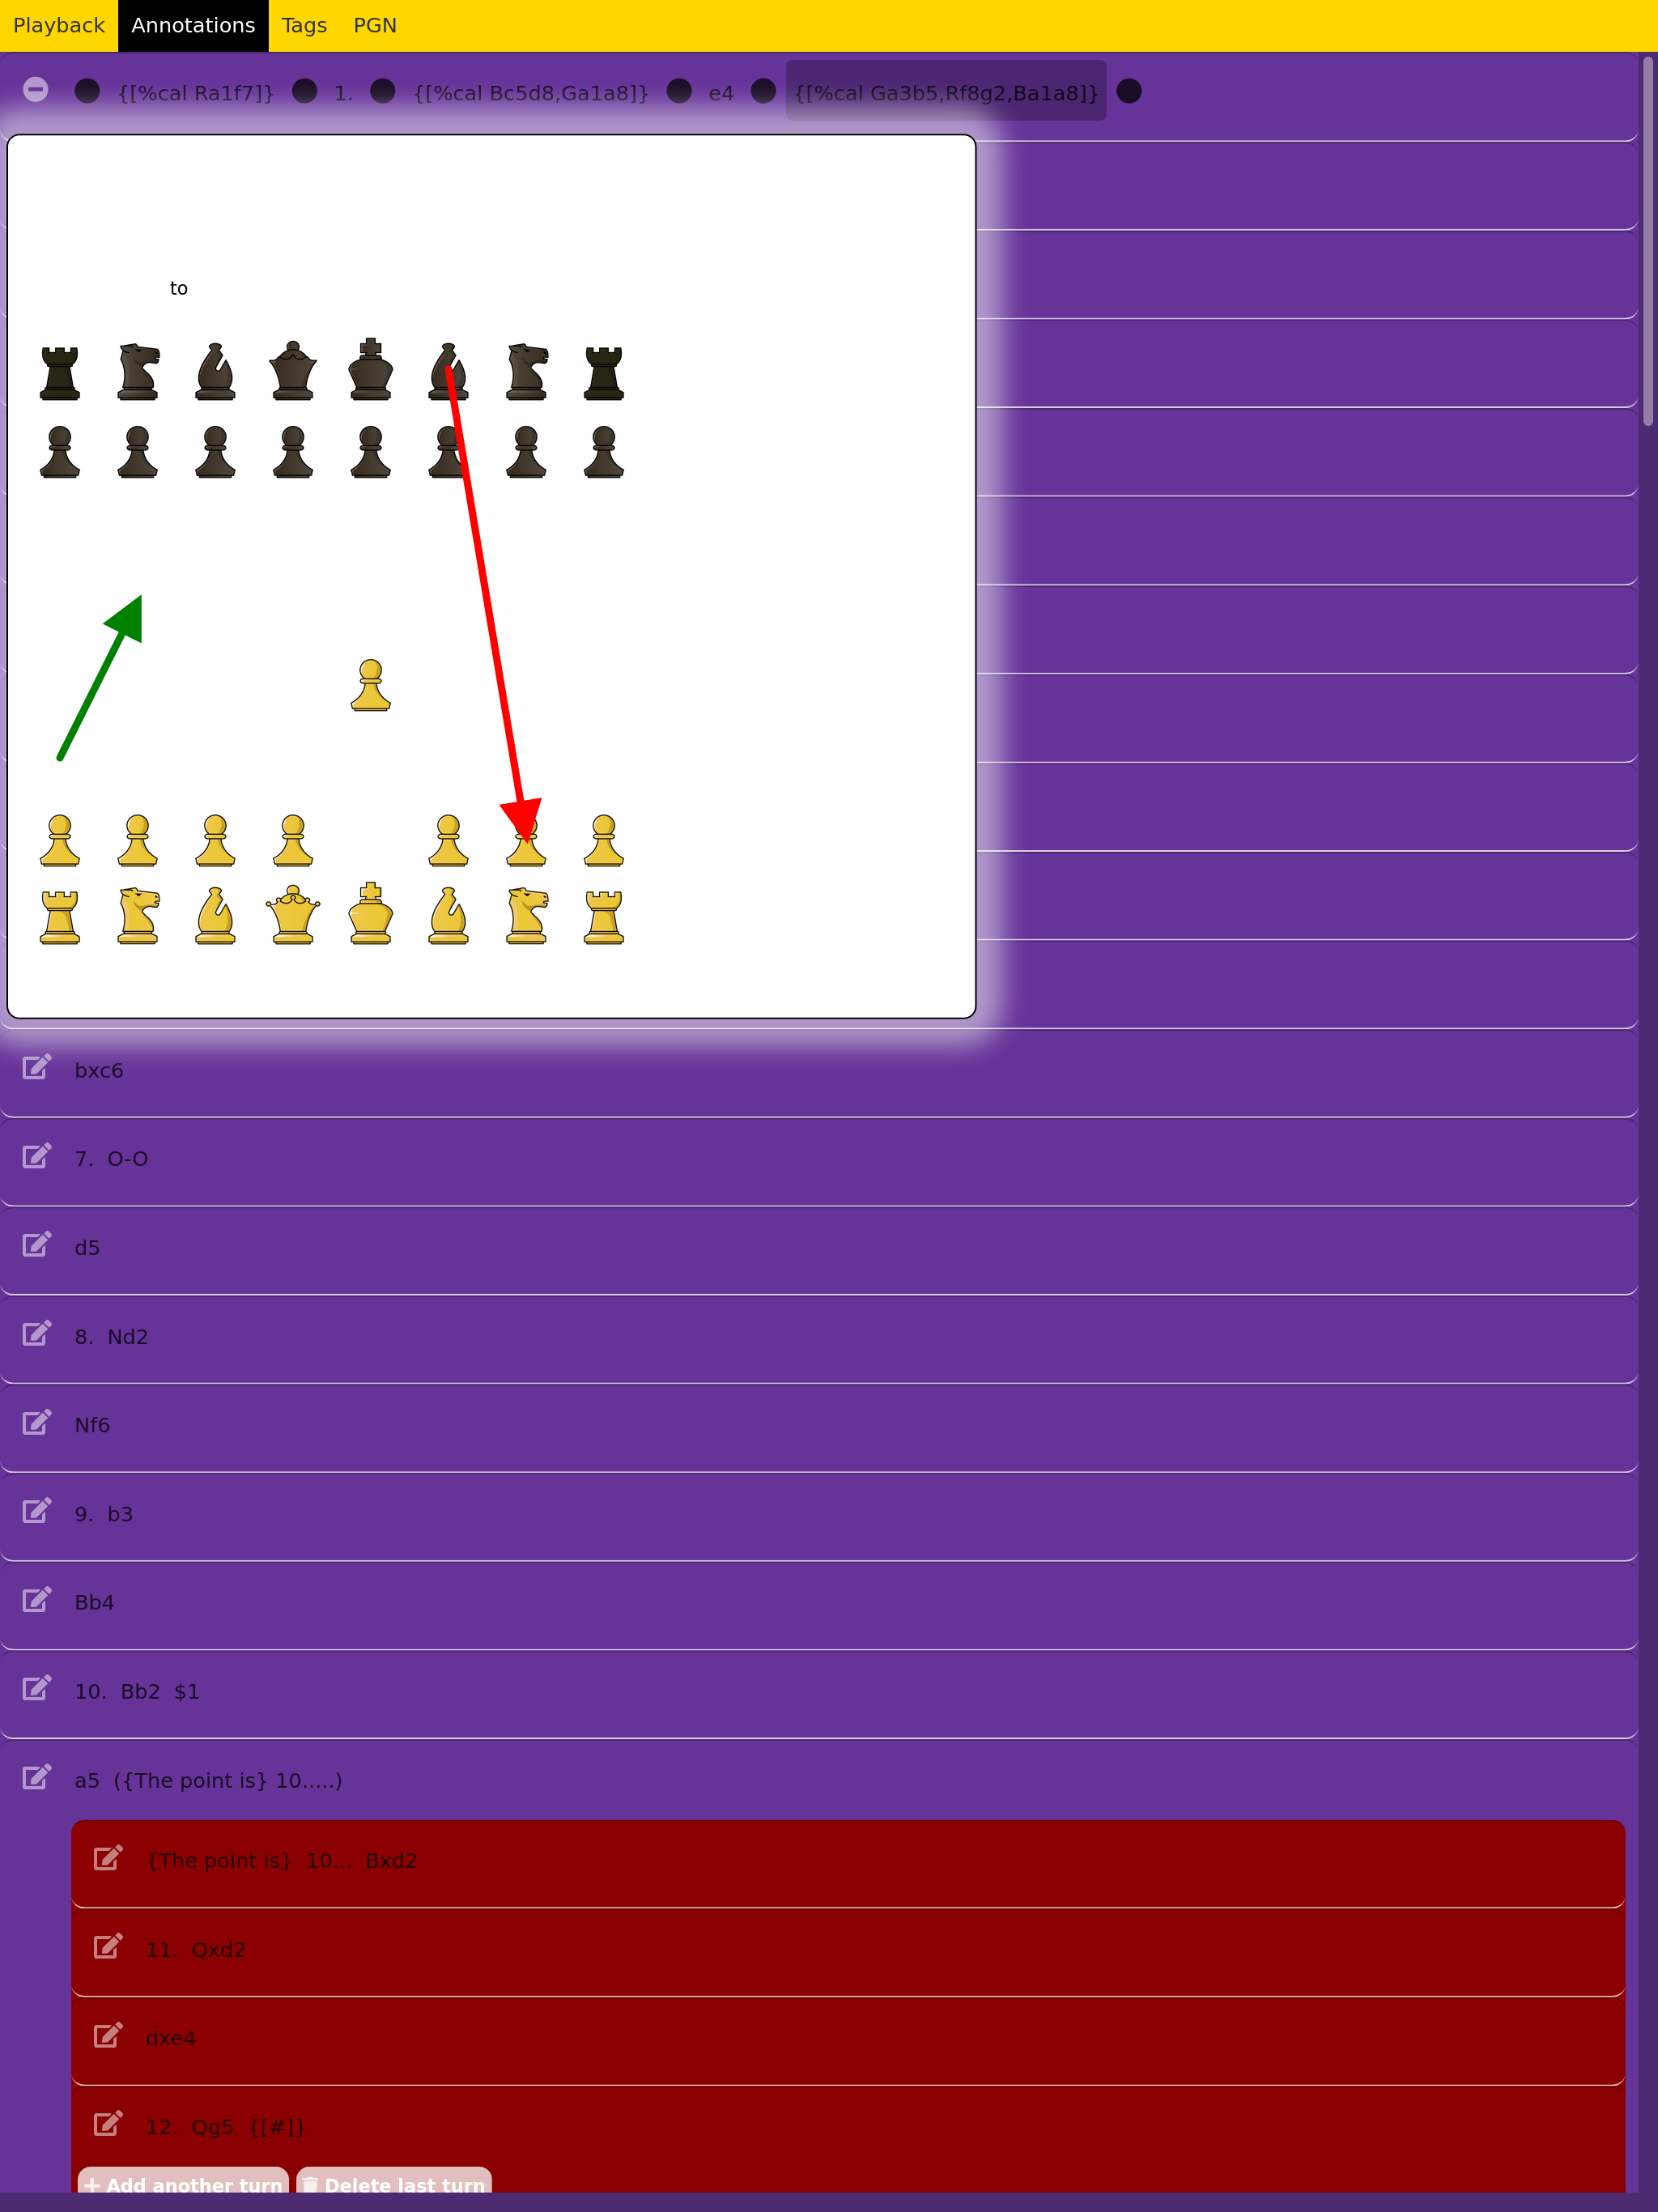 Playback Annotations Tags PGN
{[%cal Ra1f7]} 1. {[%cal Bc5d8,Ga1a8]} e4 {[%cal Ga3b5,Rf8g2,Ba1a8]}
to
bxc6
7. O-O
d5
8. Nd2
Nf6
9. b3
Bb4
10. Bb2 $1
a5 ({The point is} 10.....)
{The point is} 10... Bxd2
11. Qxd2
dxe4
12. Qg5 {[#]}
+ Add another turn Delete last turn